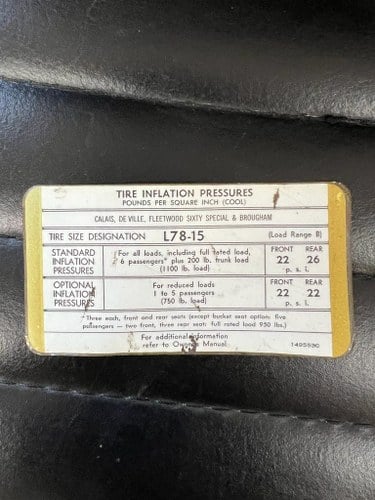 TIRE INFLATION PRESSURES
POUNDS PER SQUARE INCH (COOL)
CALAIS, DE VILLE, FLEETWOOD SIXTY SPECIAL & BROUGHAM
TIRE SIZE DESIGNATION L78-15 (Load Range B)
STANDARD INFLATION PRESSURES
For all loads, including full rated load,
6 passengers* plus 200 lb. trunk load
(1100 lb. load)
FRONT REAR
22 26
p. s. i.
OPTIONAL INFLATION PRESSURES
For reduced loads
1 to 5 passengers
(750 lb. load)
FRONT REAR
22 22
p. s. i.
*Three each, front and rear seats (except bucket seat option: five
passengers — two front, three rear seat: full rated load 950 lbs.)
For additional information
refer to Owners Manual